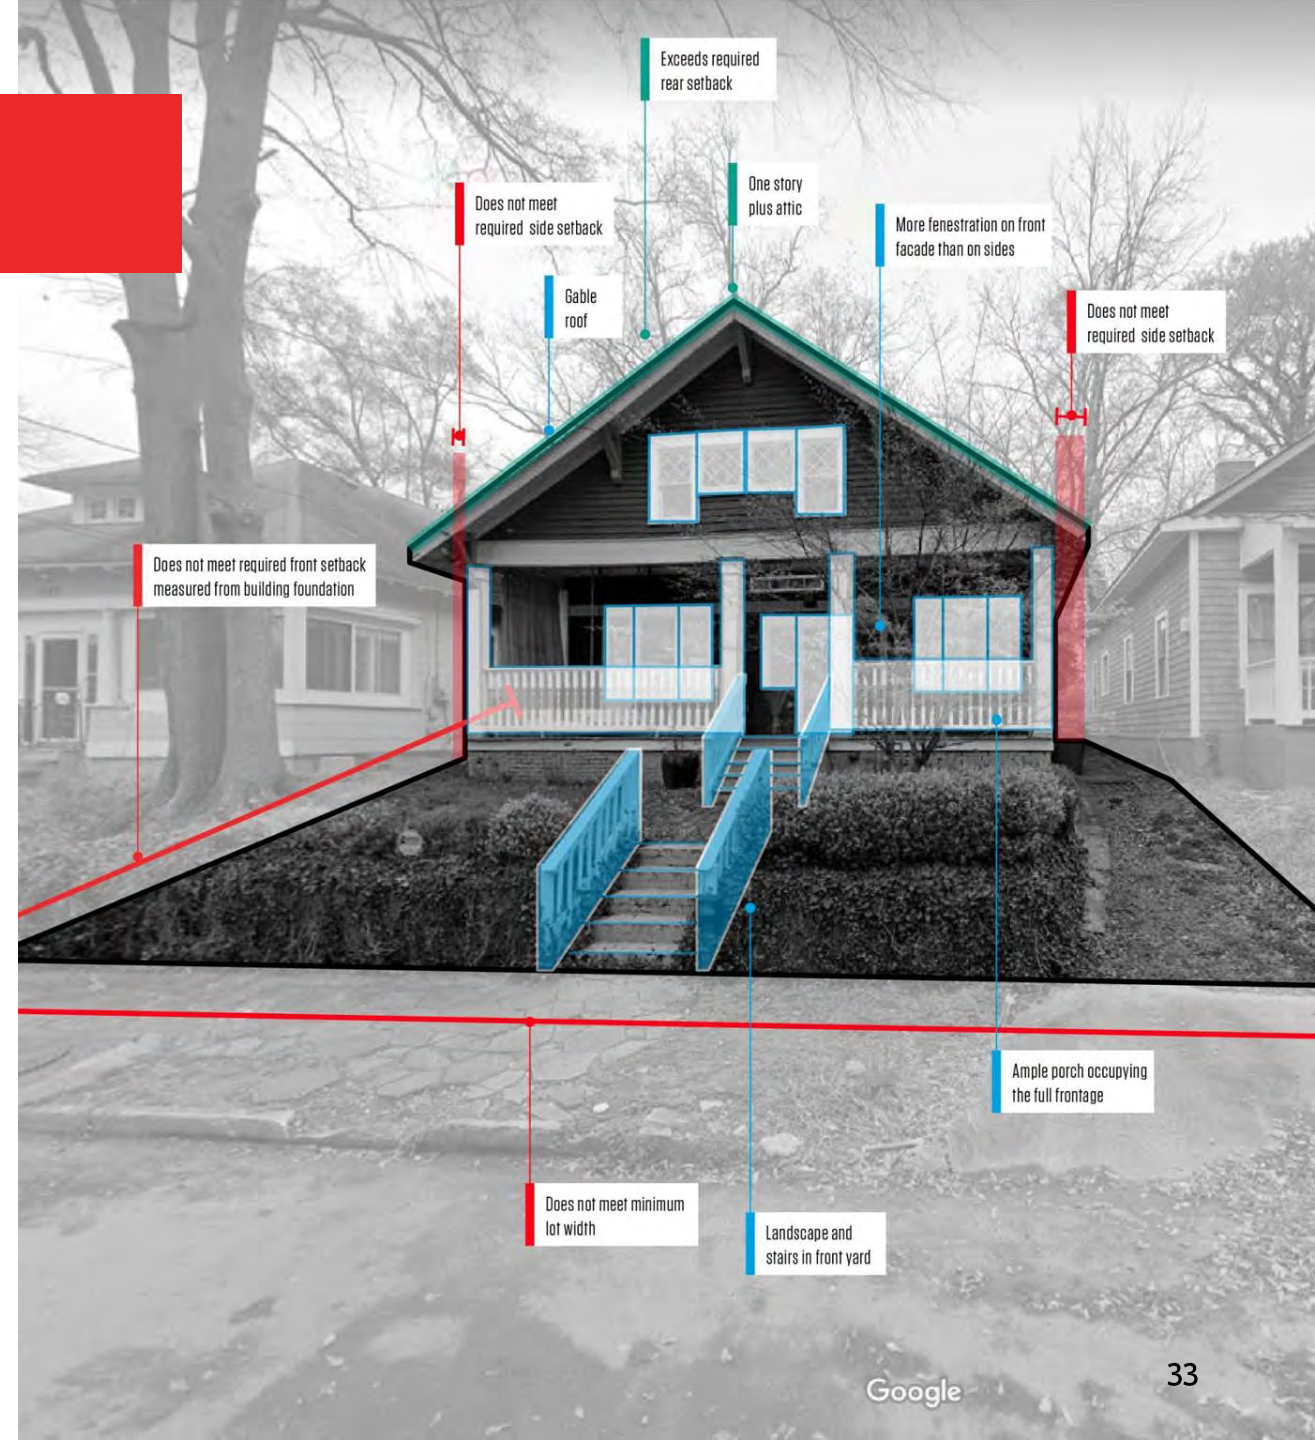 Exceeds required
rear setback
One story
plus attic
Does not meet
required side setback
More fenestration on front
facade than on sides
Gable
roof
Does not meet
required side setback
Does not meet required front setback
measured from building foundation
Ample porch occupying
the full frontage
Does not meet minimum
lot width
Landscape and
stairs in front yard
33
Google